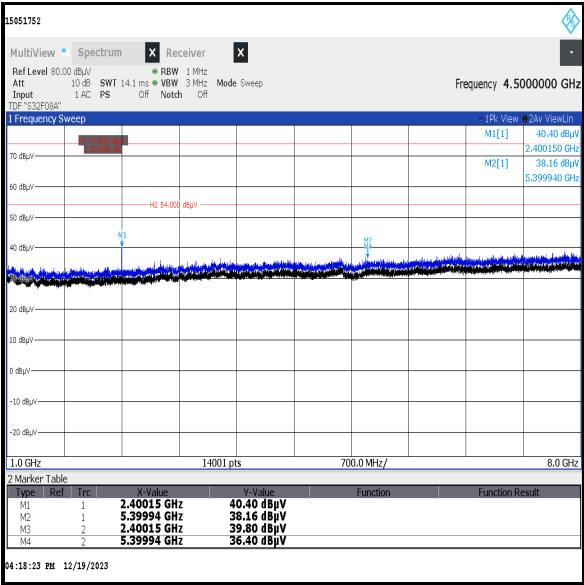 15051752
MultiView Spectrum X Receiver X
Ref Level 80.00 dBµV RBW 1 MHz
Att 10 dB SWT 14.1 ms VBW 3 MHz Mode Sweep Frequency 4.5000000 GHz
Input 1 AC PS Off Notch Off
TDF "S32F08A"
1 Frequency Sweep 1Pk View 2Av ViewLin
M1[1] 40.40 dBµV
2.400150 GHz
M2[1] 38.16 dBµV
5.399940 GHz
70 dBµV
60 dBµV
H2 54.000 dBµV
50 dBµV
M3
M2
M4
40 dBµV
20 dBµV
10 dBµV
0 dBµV
-10 dBµV
-20 dBµV
1.0 GHz 14001 pts 700.0 MHz/ 8.0 GHz
2 Marker Table
Type Ref Trc X-Value Y-Value Function Function Result
M1 1 2.40015 GHz 40.40 dBµV
M2 1 5.39994 GHz 38.16 dBµV
M3 2 2.40015 GHz 39.80 dBµV
M4 2 5.39994 GHz 36.40 dBµV
04:18:23 PM 12/19/2023